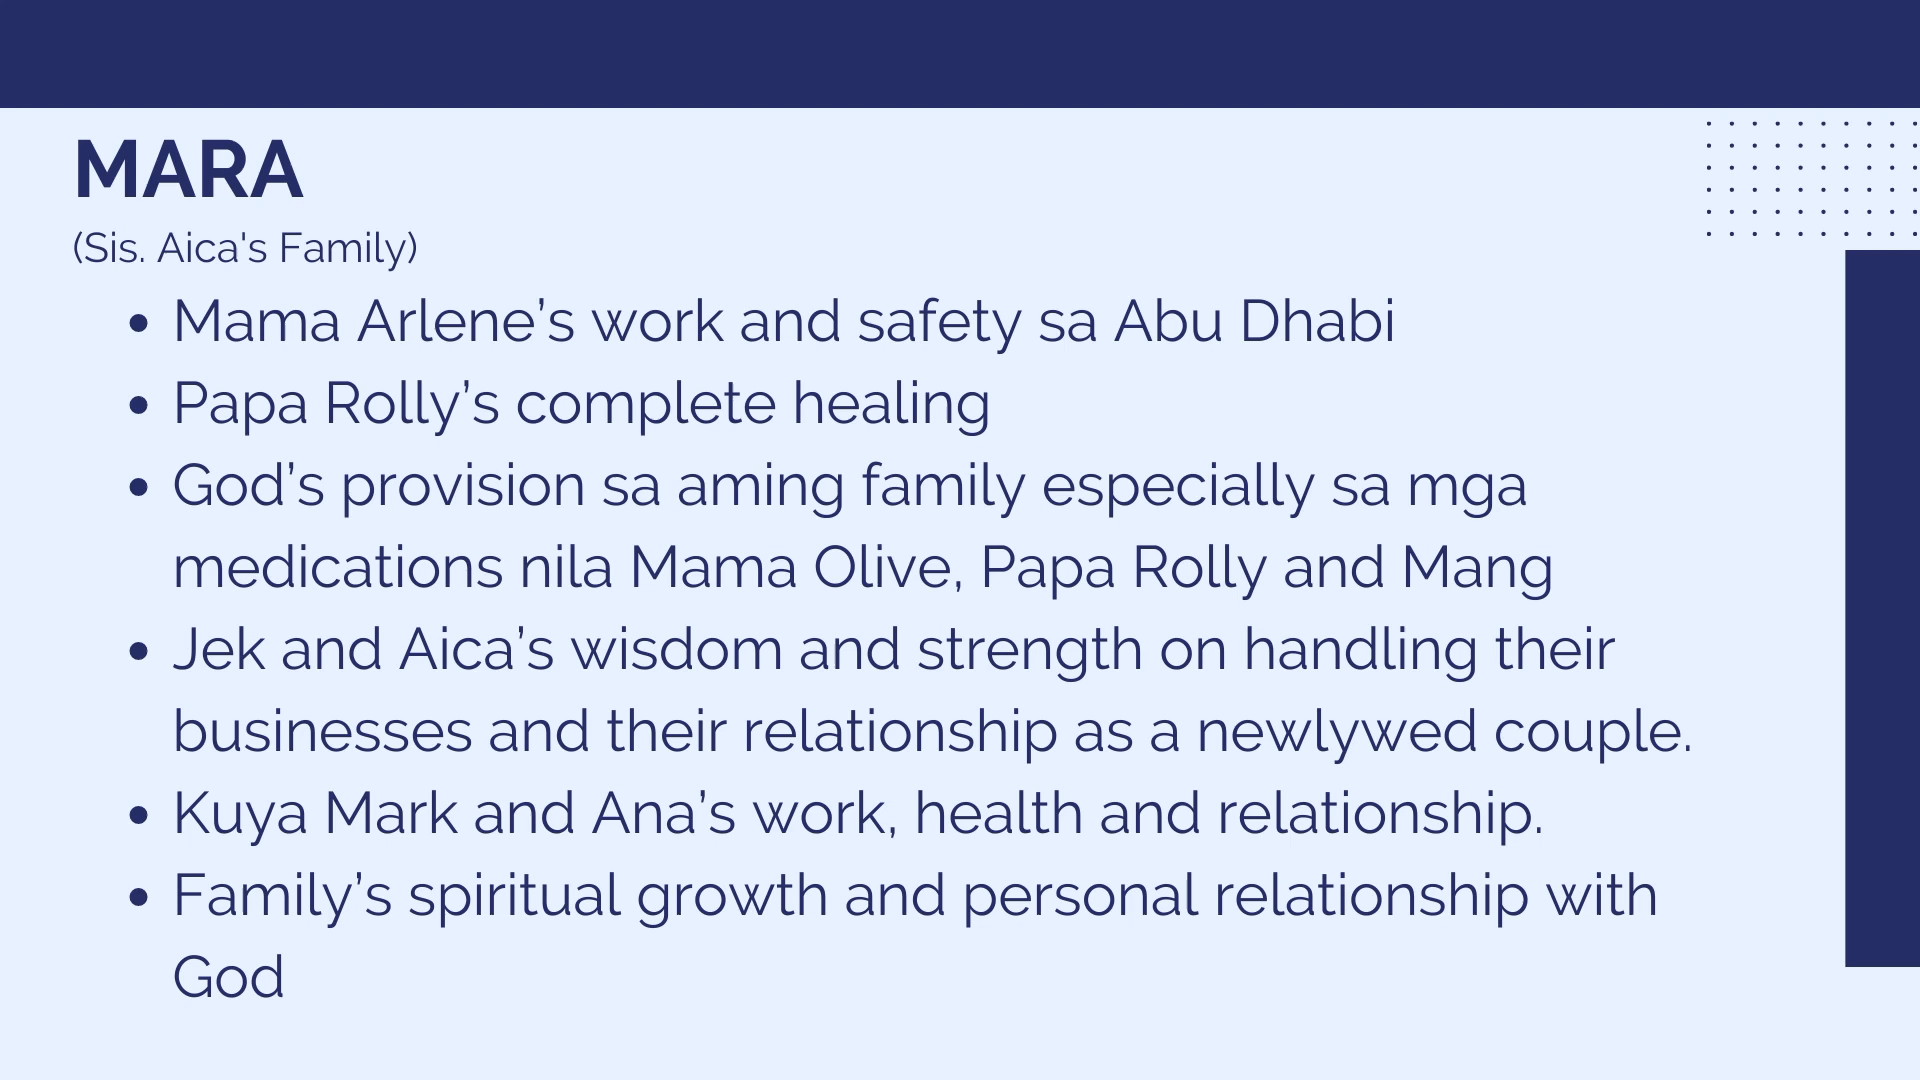 MARA
(Sis. Aica's Family)
• Mama Arlene’s work and safety sa Abu Dhabi
• Papa Rolly’s complete healing
• God’s provision sa aming family especially sa mga
medications nila Mama Olive, Papa Rolly and Mang
• Jek and Aica’s wisdom and strength on handling their
businesses and their relationship as a newlywed couple.
• Kuya Mark and Ana’s work, health and relationship.
• Family’s spiritual growth and personal relationship with
God